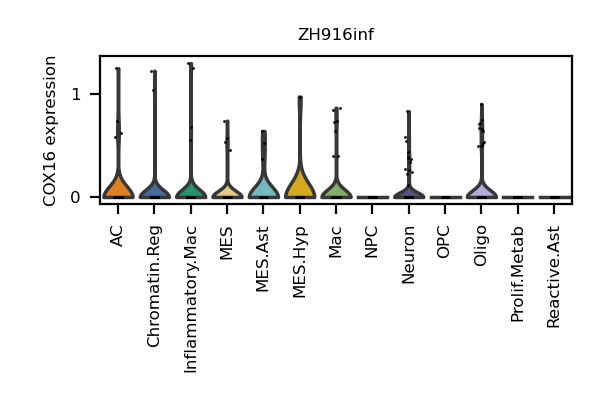 ZH916inf
COX16 expression
1
0
AC
Chromatin.Reg
Inflammatory.Mac
MES
MES.Ast
MES.Hyp
Mac
NPC
Neuron
OPC
Oligo
Prolif.Metab
Reactive.Ast